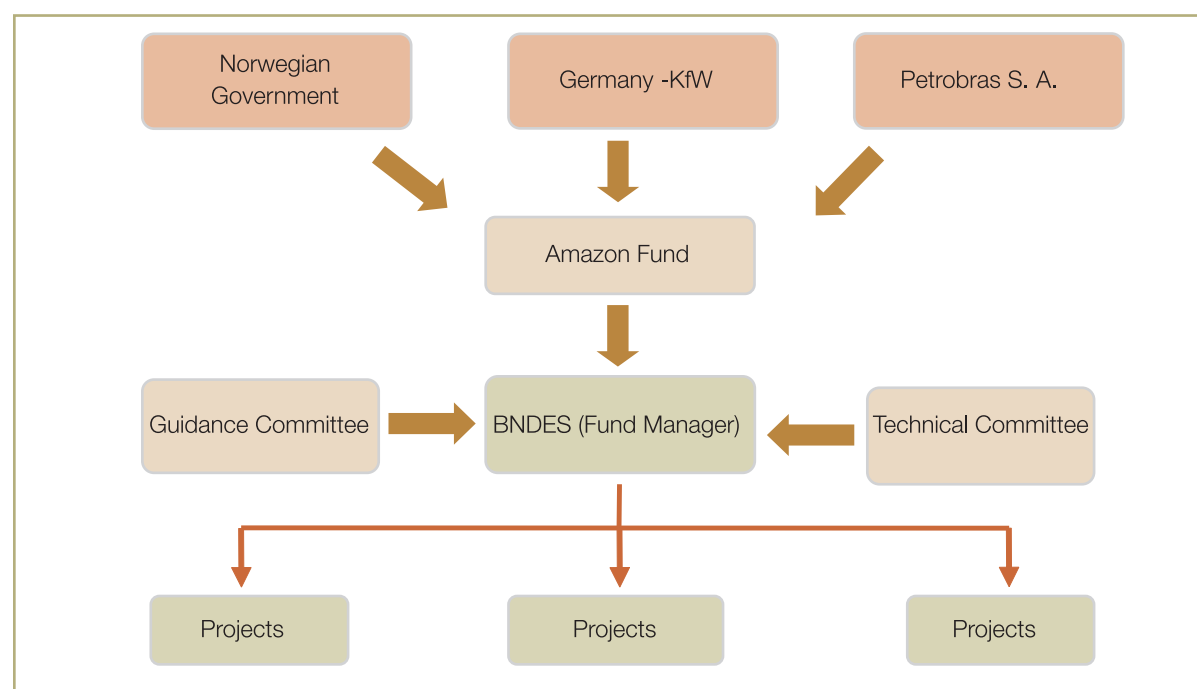 Norwegian
Government
Germany -KfW
Petrobras S. A.
Amazon Fund
Guidance Committee
BNDES (Fund Manager)
Technical Committee
Projects
Projects
Projects